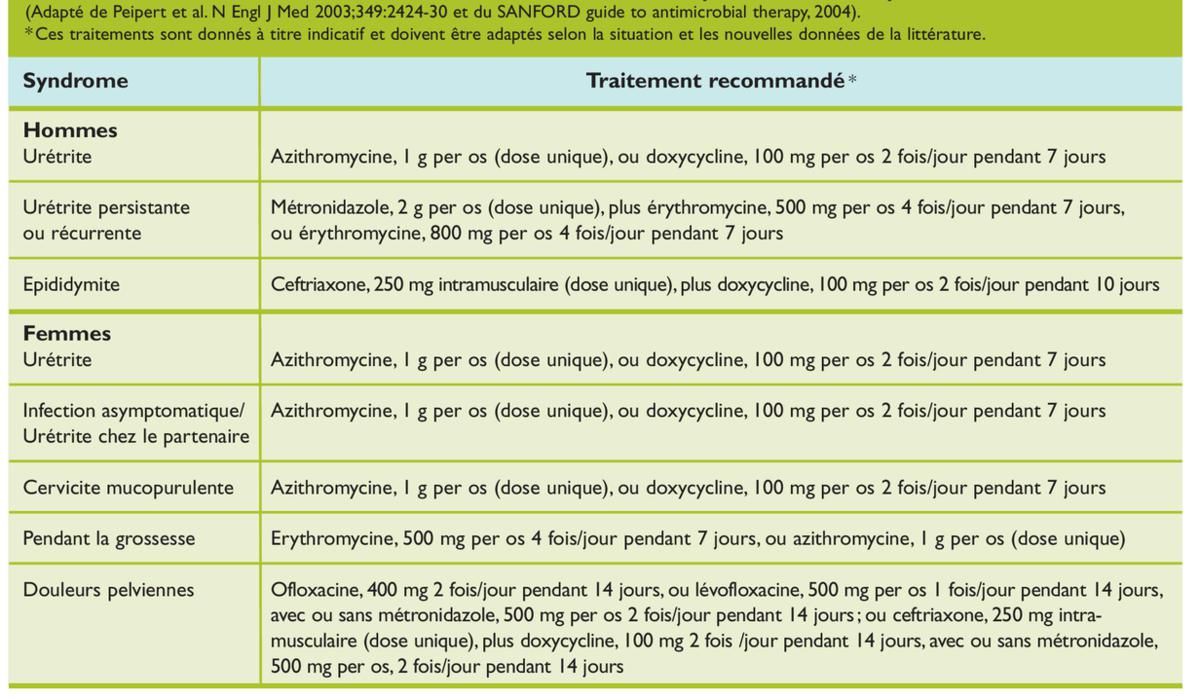 (Adapté de Peipert et al. N Engl J Med 2003;349:2424-30 et du SANFORD guide to antimicrobial therapy, 2004).
*Ces traitements sont donnés à titre indicatif et doivent être adaptés selon la situation et les nouvelles données de la littérature.
Syndrome
Traitement recommandé*
Hommes
Urétrite
Azithromycine, 1 g per os (dose unique), ou doxycycline, 100 mg per os 2 fois/jour pendant 7 jours
Urétrite persistante
ou récurrente
Métronidazole, 2 g per os (dose unique), plus érythromycine, 500 mg per os 4 fois/jour pendant 7 jours,
ou érythromycine, 800 mg per os 4 fois/jour pendant 7 jours
Epididymite
Ceftriaxone, 250 mg intramusculaire (dose unique), plus doxycycline, 100 mg per os 2 fois/jour pendant 10 jours
Femmes
Urétrite
Azithromycine, 1 g per os (dose unique), ou doxycycline, 100 mg per os 2 fois/jour pendant 7 jours
Infection asymptomatique/
Urétrite chez le partenaire
Azithromycine, 1 g per os (dose unique), ou doxycycline, 100 mg per os 2 fois/jour pendant 7 jours
Cervicite mucopurulente
Azithromycine, 1 g per os (dose unique), ou doxycycline, 100 mg per os 2 fois/jour pendant 7 jours
Pendant la grossesse
Erythromycine, 500 mg per os 4 fois/jour pendant 7 jours, ou azithromycine, 1 g per os (dose unique)
Douleurs pelviennes
Ofloxacine, 400 mg 2 fois/jour pendant 14 jours, ou lévofloxacine, 500 mg per os 1 fois/jour pendant 14 jours,
avec ou sans métronidazole, 500 mg per os 2 fois/jour pendant 14 jours ; ou ceftriaxone, 250 mg intra-
musculaire (dose unique), plus doxycycline, 100 mg 2 fois /jour pendant 14 jours, avec ou sans métronidazole,
500 mg per os, 2 fois/jour pendant 14 jours